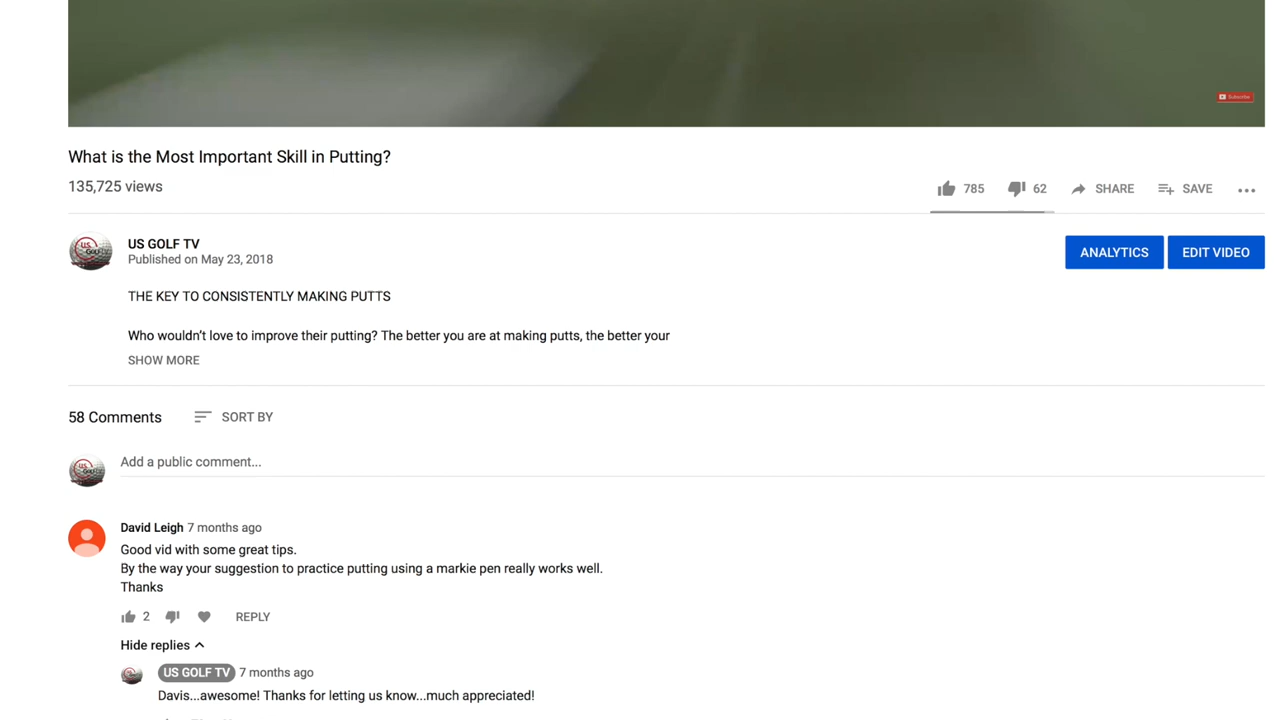 Subscribe
What is the Most Important Skill in Putting?
135,725 views
785 62 SHARE SAVE
US GOLF TV
Published on May 23, 2018
ANALYTICS EDIT VIDEO
THE KEY TO CONSISTENTLY MAKING PUTTS
Who wouldn’t love to improve their putting? The better you are at making putts, the better your
SHOW MORE
58 Comments SORT BY
Add a public comment...
David Leigh 7 months ago
Good vid with some great tips.
By the way your suggestion to practice putting using a markie pen really works well.
Thanks
2 REPLY
Hide replies
US GOLF TV 7 months ago
Davis...awesome! Thanks for letting us know...much appreciated!